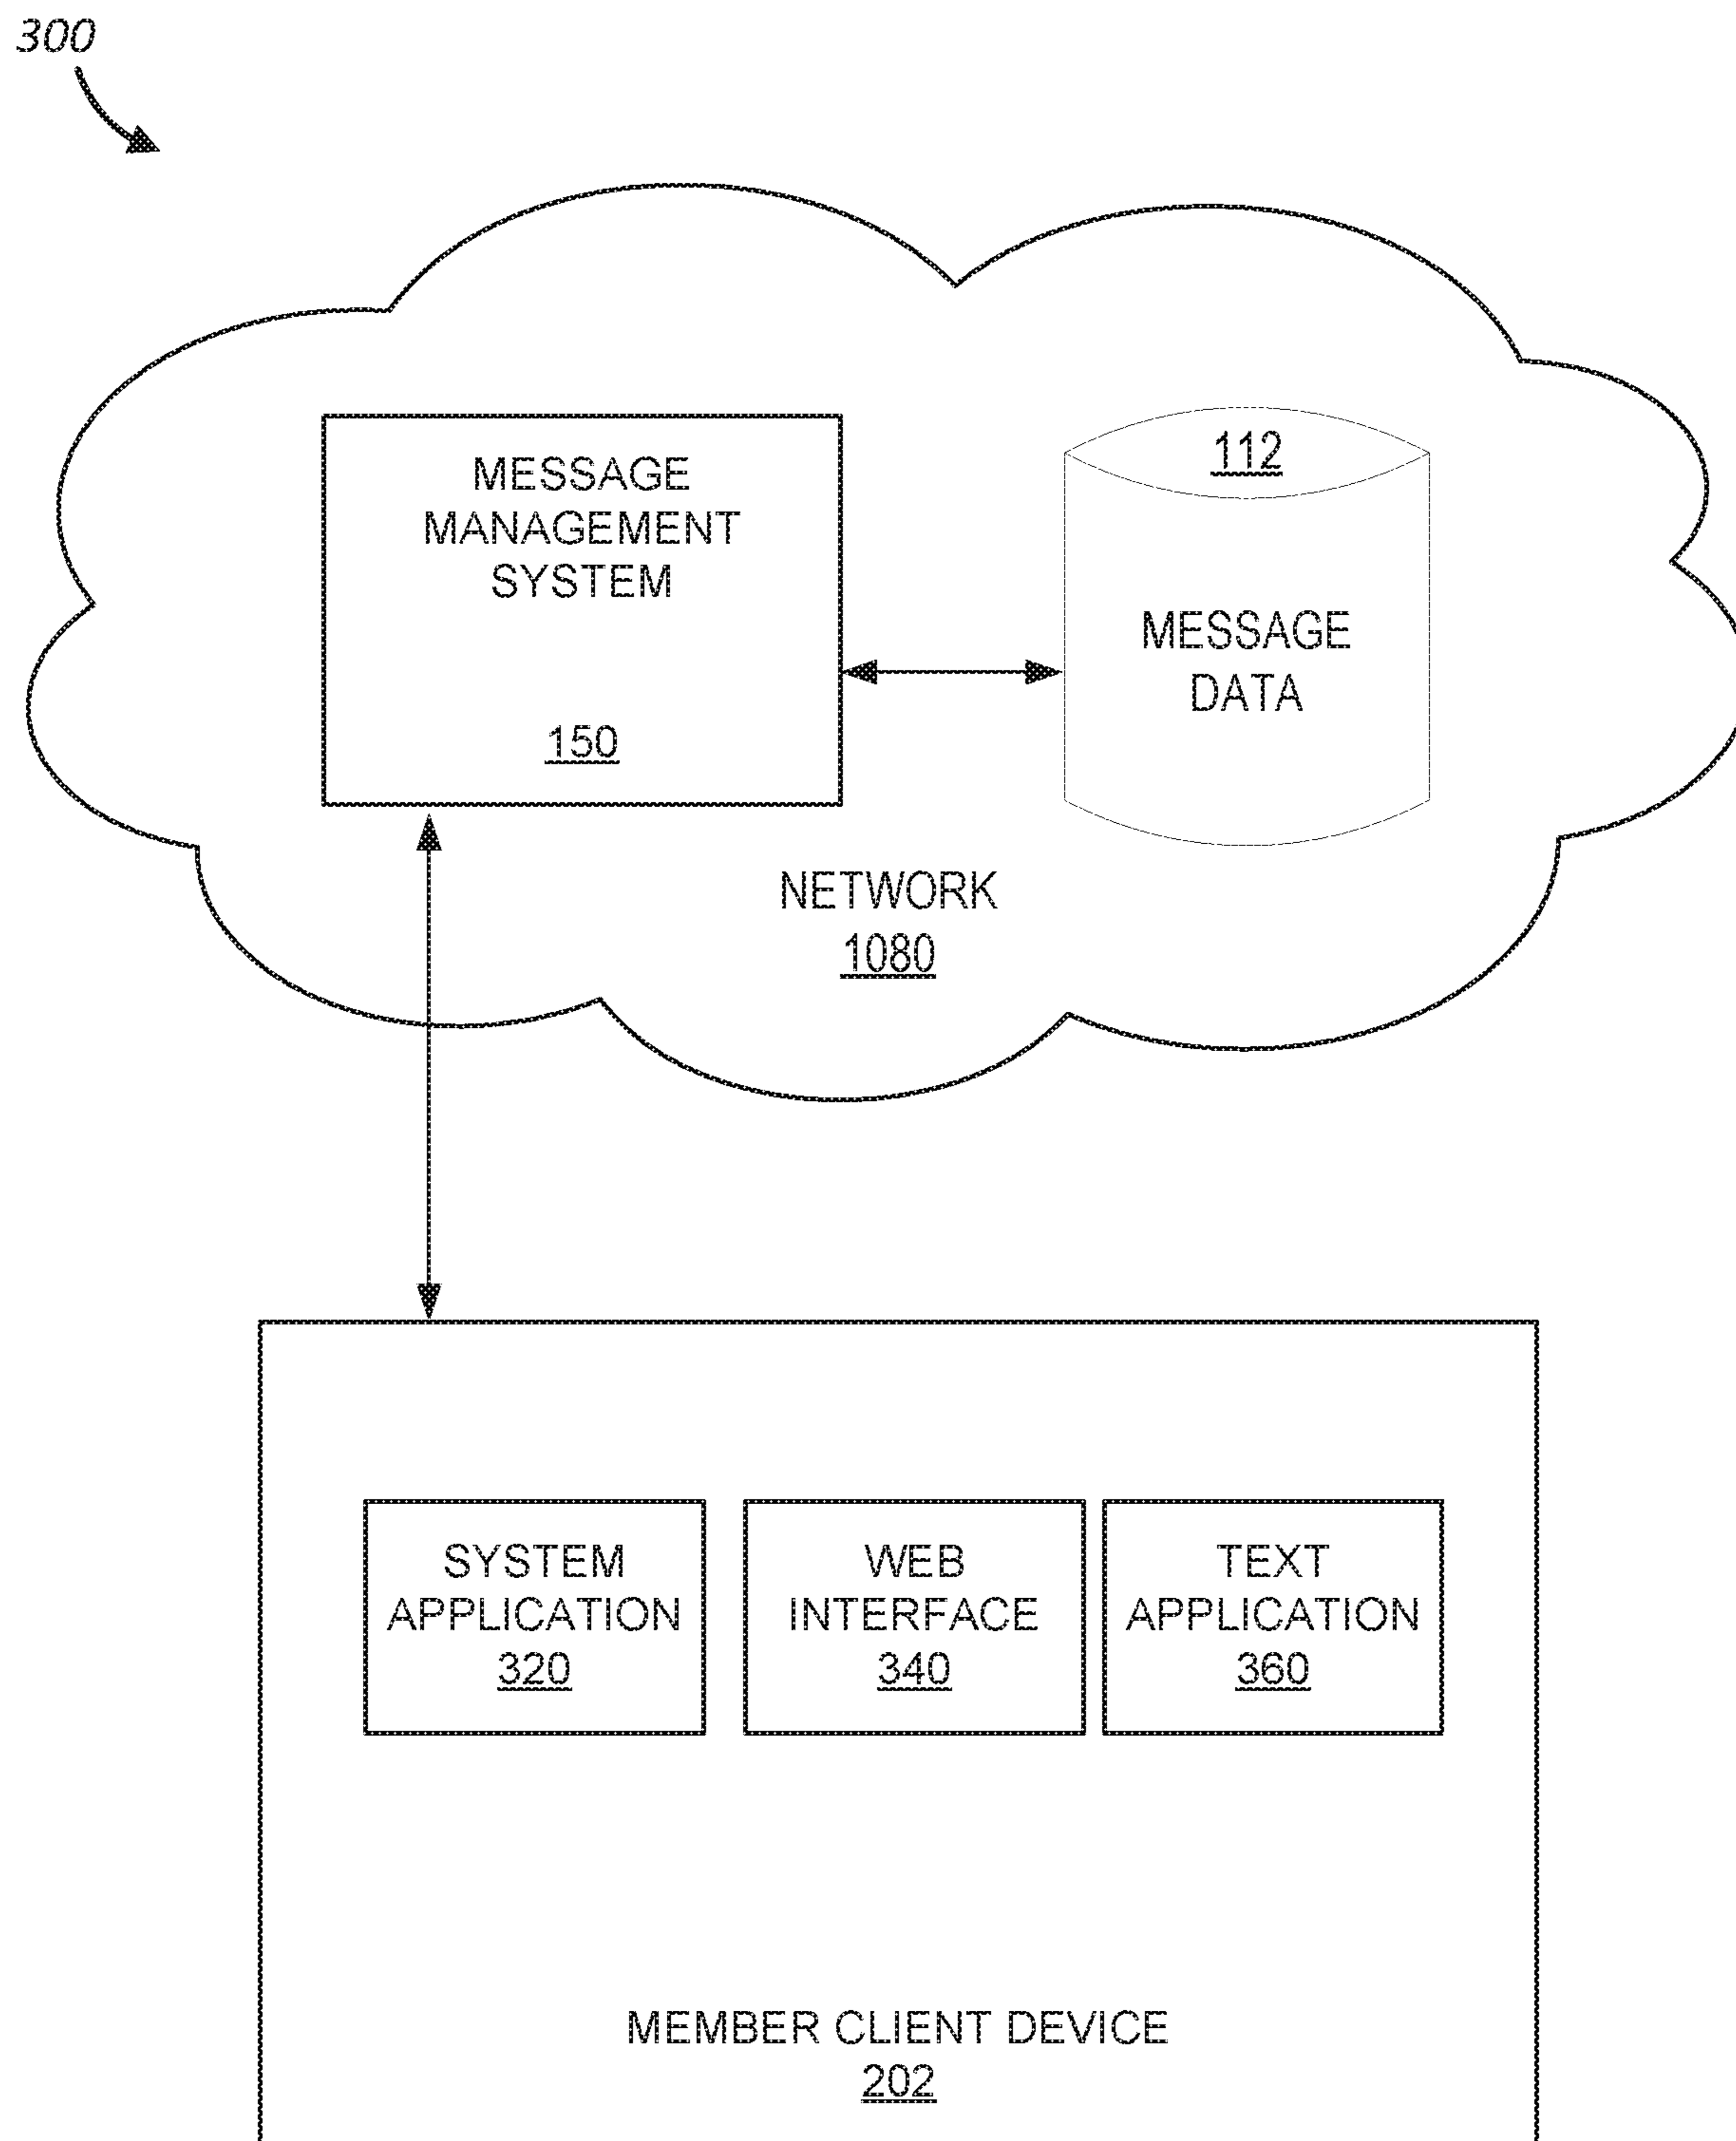 300
MESSAGE
MANAGEMENT
SYSTEM
150
112
MESSAGE
DATA
NETWORK
1080
SYSTEM
APPLICATION
320
WEB
INTERFACE
340
TEXT
APPLICATION
360
MEMBER CLIENT DEVICE
202